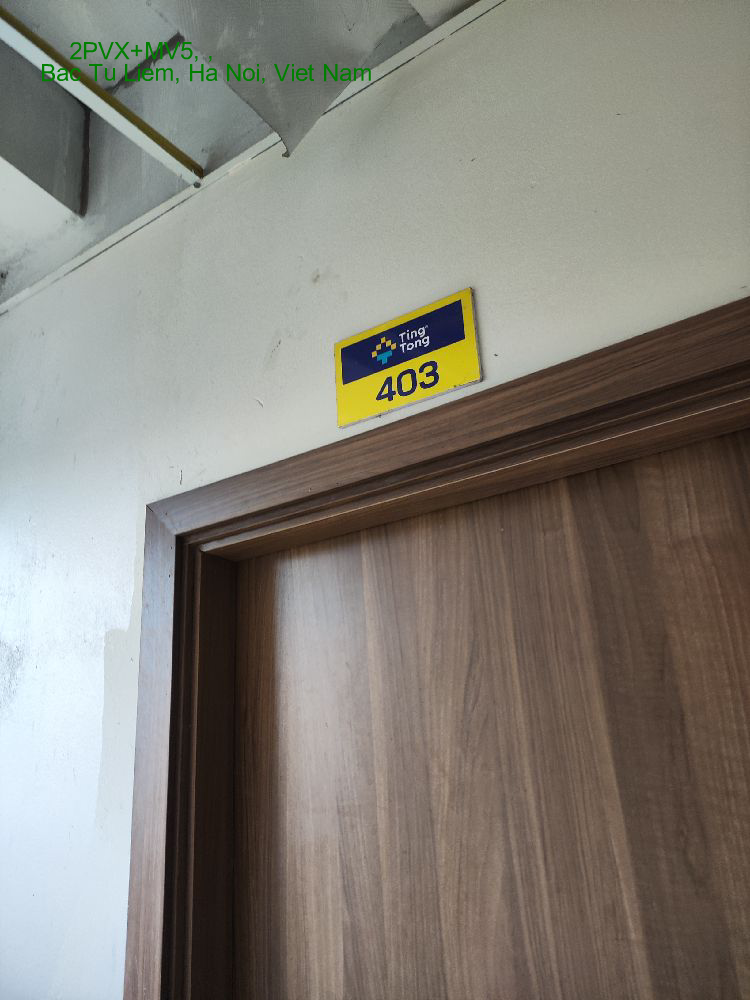 2PVX+MV5, ,
Bac Tu Liem, Ha Noi, Viet Nam
Ting
Tong
403